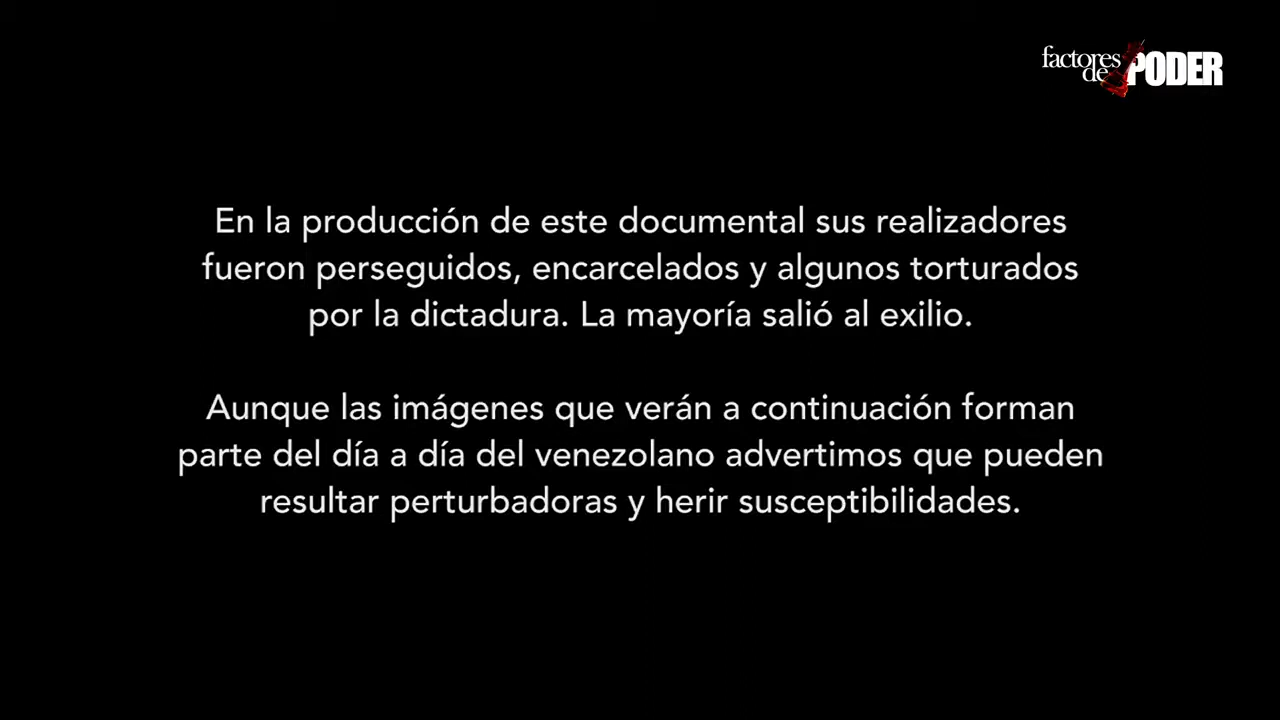 factores
de PODER
En la producción de este documental sus realizadores
fueron perseguidos, encarcelados y algunos torturados
por la dictadura. La mayoría salió al exilio.
Aunque las imágenes que verán a continuación forman
parte del día a día del venezolano advertimos que pueden
resultar perturbadoras y herir susceptibilidades.